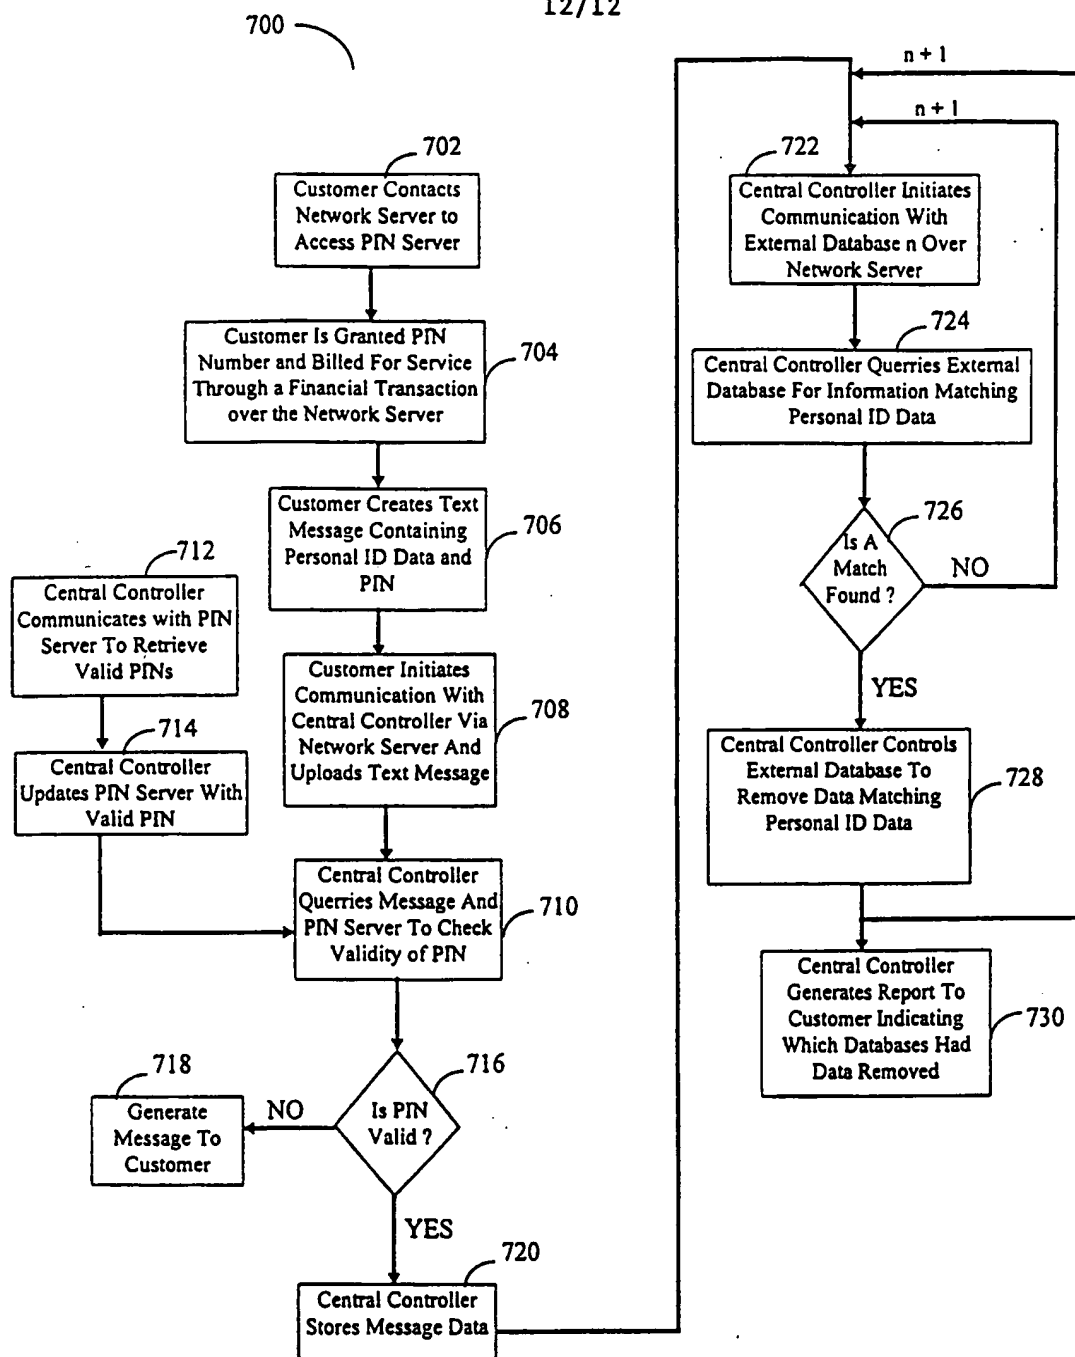 12/12
700
702
Customer Contacts
Network Server to
Access PIN Server
Customer Is Granted PIN
Number and Billed For Service
Through a Financial Transaction
over the Network Server
704
Customer Creates Text
Message Containing
Personal ID Data and
PIN
706
712
Central Controller
Communicates with PIN
Server To Retrieve
Valid PINs
714
Central Controller
Updates PIN Server With
Valid PIN
Customer Initiates
Communication With
Central Controller Via
Network Server And
Uploads Text Message
708
Central Controller
Querries Message And
PIN Server To Check
Validity of PIN
710
716
Is PIN
Valid ?
NO
718
Generate
Message To
Customer
YES
720
Central Controller
Stores Message Data
n + 1
n + 1
722
Central Controller Initiates
Communication With
External Database n Over
Network Server
724
Central Controller Querries External
Database For Information Matching
Personal ID Data
726
Is A
Match
Found ?
NO
YES
Central Controller Controls
External Database To
Remove Data Matching
Personal ID Data
728
Central Controller
Generates Report To
Customer Indicating
Which Databases Had
Data Removed
730